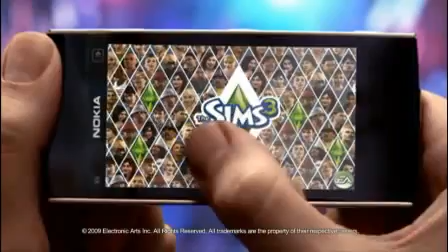 NOKIA
The
SIMS 3
EA
© 2009 Electronic Arts Inc. All Rights Reserved. All trademarks are the property of their respective owners.